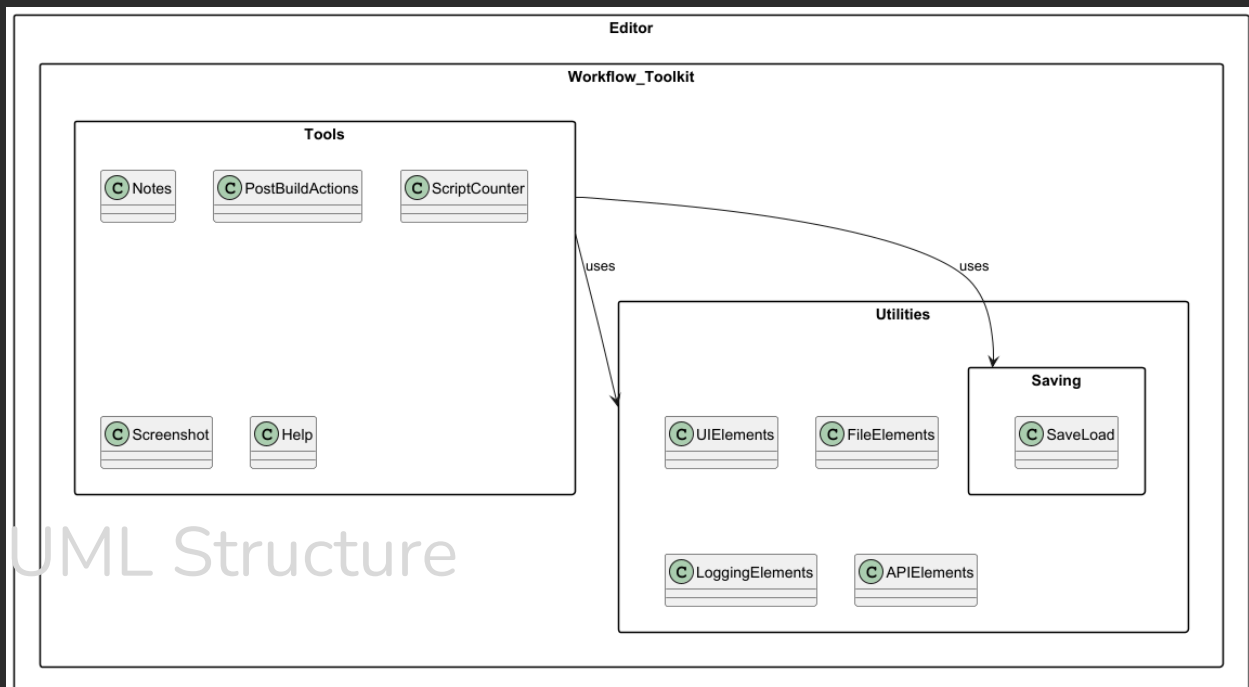 Editor
Workflow_Toolkit
Tools
C Notes
C PostBuildActions
C ScriptCounter
uses
uses
Utilities
Saving
C Screenshot
C Help
C UIElements
C FileElements
C SaveLoad
UML Structure
C LoggingElements
C APIElements